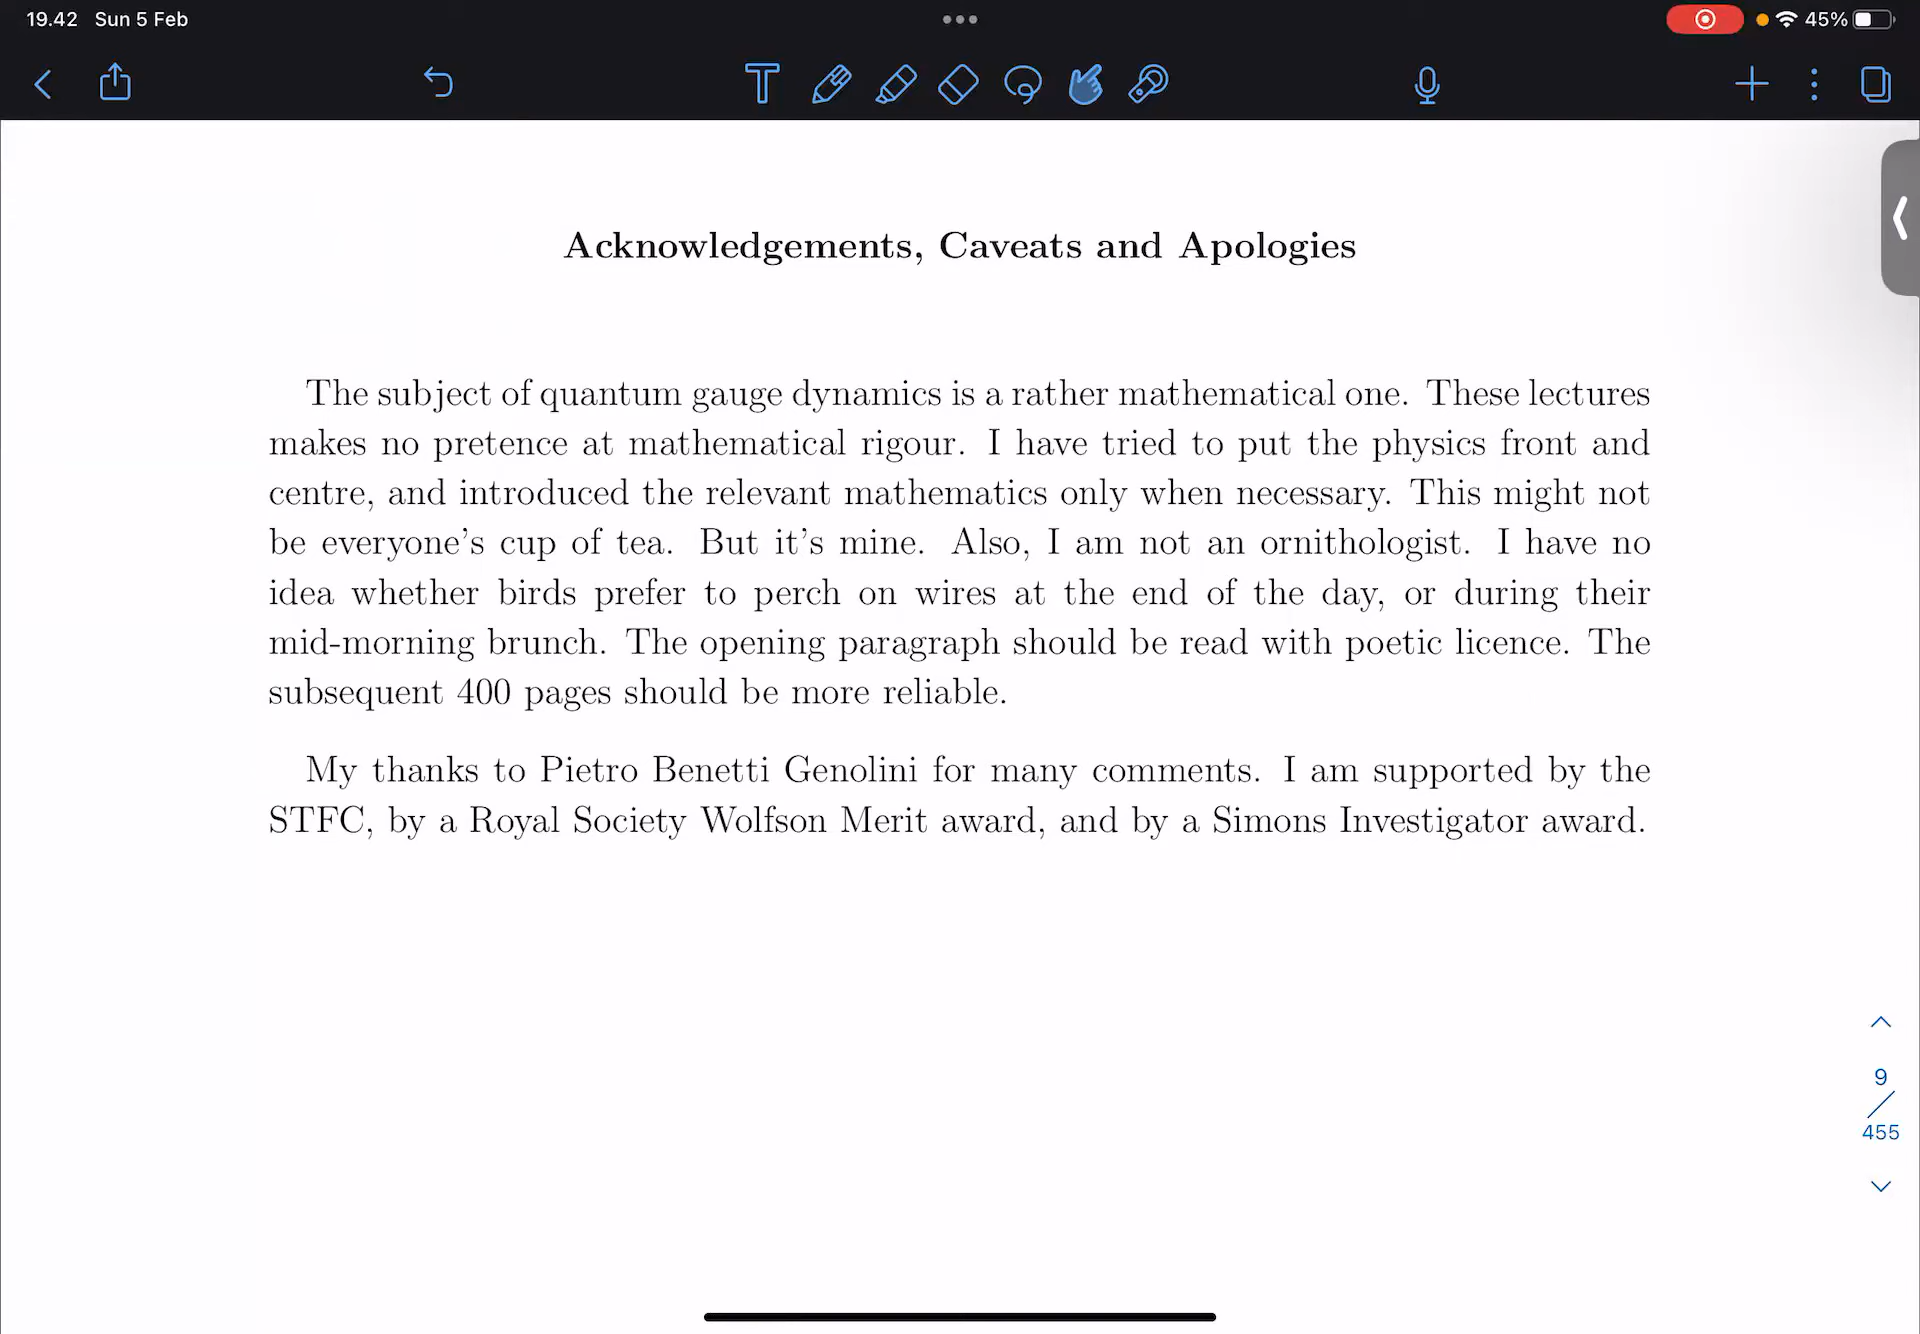 19.42 Sun 5 Feb
45%
Acknowledgements, Caveats and Apologies
The subject of quantum gauge dynamics is a rather mathematical one. These lectures
makes no pretence at mathematical rigour. I have tried to put the physics front and
centre, and introduced the relevant mathematics only when necessary. This might not
be everyone's cup of tea. But it's mine. Also, I am not an ornithologist. I have no
idea whether birds prefer to perch on wires at the end of the day, or during their
mid-morning brunch. The opening paragraph should be read with poetic licence. The
subsequent 400 pages should be more reliable.
My thanks to Pietro Benetti Genolini for many comments. I am supported by the
STFC, by a Royal Society Wolfson Merit award, and by a Simons Investigator award.
9
/
455